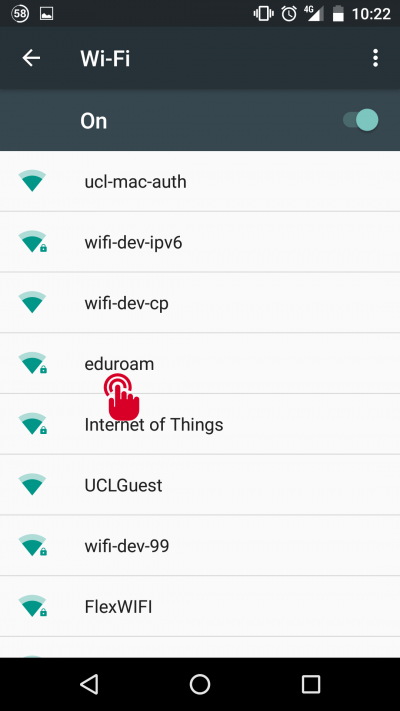 58 4G 10:22
Wi-Fi
On
ucl-mac-auth
wifi-dev-ipv6
wifi-dev-cp
eduroam
Internet of Things
UCLGuest
wifi-dev-99
FlexWIFI